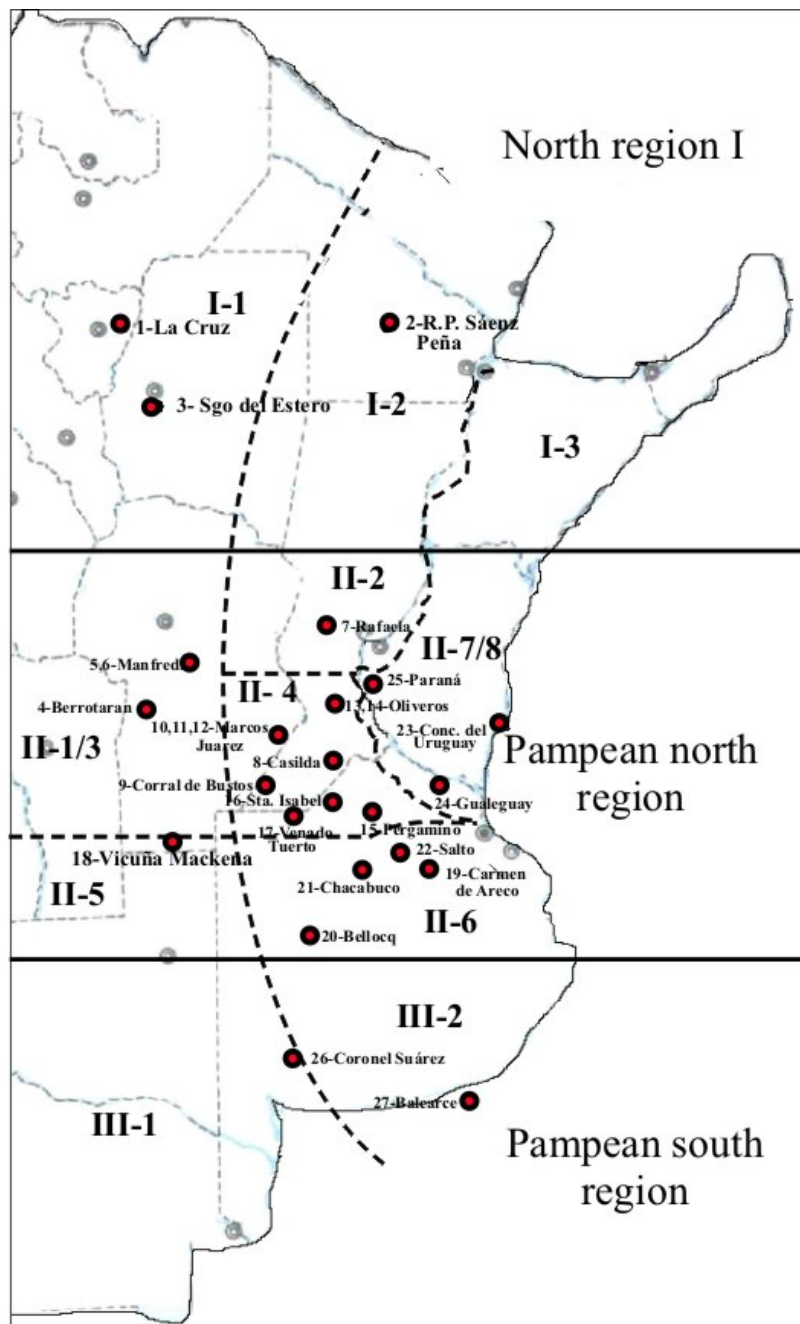 North region I
I-1
1-La Cruz
2-R.P. Sáenz
Peña
3- Sgo del Estero
I-2
I-3
II-2
7-Rafaela
II-7/8
5,6-Manfred
25-Paraná
II- 4
4-Berrotaran
13,14-Oliveros
10,11,12-Marcos
Juarez
23-Conc. del
Uruguay
II-1/3
Pampean north
region
8-Casilda
9-Corral de Bustos
24-Gualeguay
16-Sta. Isabel
15-Pergamino
17-Venado
Tuerto
18-Vicuña Mackena
22-Salto
19-Carmen
de Areco
21-Chacabuco
II-5
II-6
20-Bellocq
III-2
26-Coronel Suárez
27-Balearce
III-1
Pampean south
region